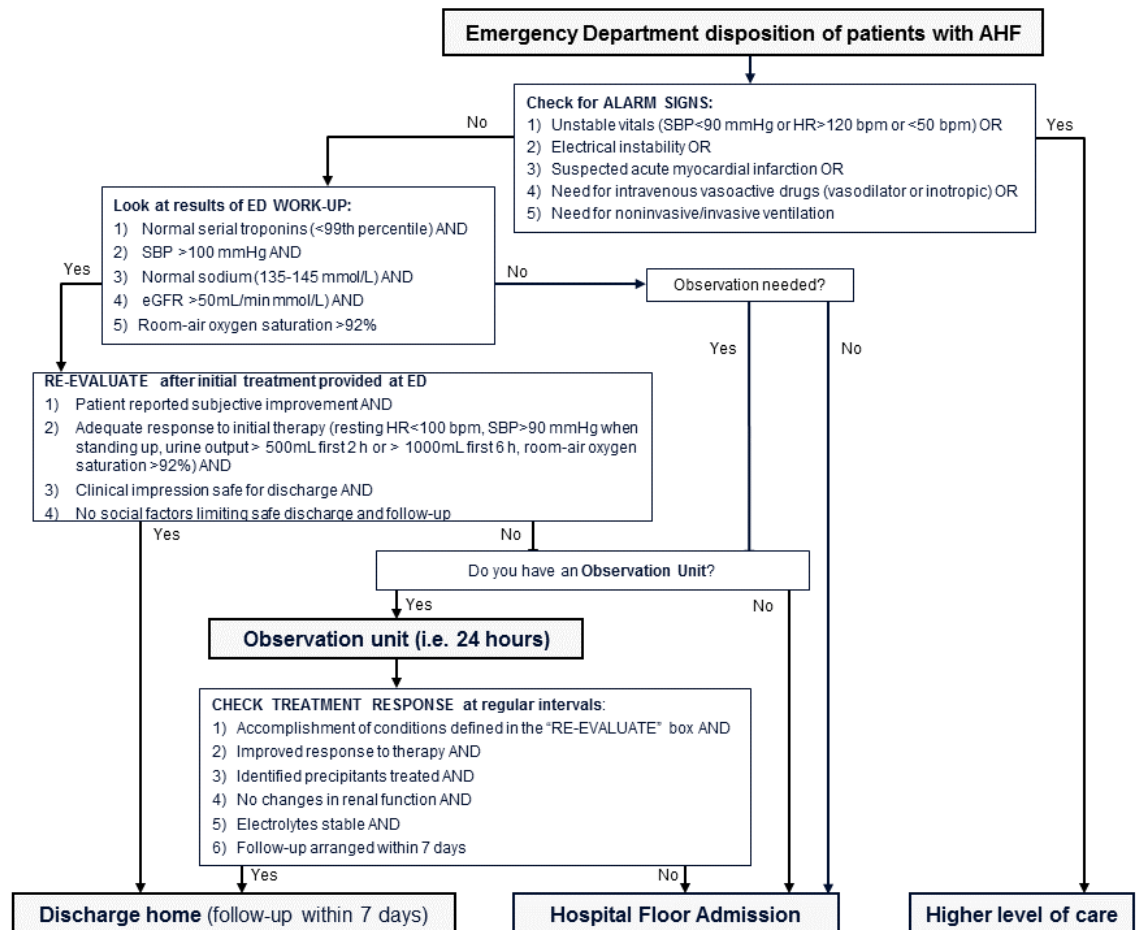 Emergency Department disposition of patients with AHF
Check for ALARM SIGNS:
1) Unstable vitals (SBP<90 mmHg or HR>120 bpm or <50 bpm) OR
2) Electrical instability OR
3) Suspected acute myocardial infarction OR
4) Need for intravenous vasoactive drugs (vasodilator or inotropic) OR
5) Need for noninvasive/invasive ventilation
No
Yes
Look at results of ED WORK-UP:
1) Normal serial troponins (<99th percentile) AND
2) SBP >100 mmHg AND
3) Normal sodium (135-145 mmol/L) AND
4) eGFR >50mL/min mmol/L) AND
5) Room-air oxygen saturation >92%
Yes
No
Observation needed?
Yes
No
RE-EVALUATE after initial treatment provided at ED
1) Patient reported subjective improvement AND
2) Adequate response to initial therapy (resting HR<100 bpm, SBP>90 mmHg when
standing up, urine output > 500mL first 2 h or > 1000mL first 6 h, room-air oxygen
saturation >92%) AND
3) Clinical impression safe for discharge AND
4) No social factors limiting safe discharge and follow-up
Yes
No
Do you have an Observation Unit?
Yes
No
Observation unit (i.e. 24 hours)
CHECK TREATMENT RESPONSE at regular intervals:
1) Accomplishment of conditions defined in the “RE-EVALUATE” box AND
2) Improved response to therapy AND
3) Identified precipitants treated AND
4) No changes in renal function AND
5) Electrolytes stable AND
6) Follow-up arranged within 7 days
Yes
No
Discharge home (follow-up within 7 days)
Hospital Floor Admission
Higher level of care